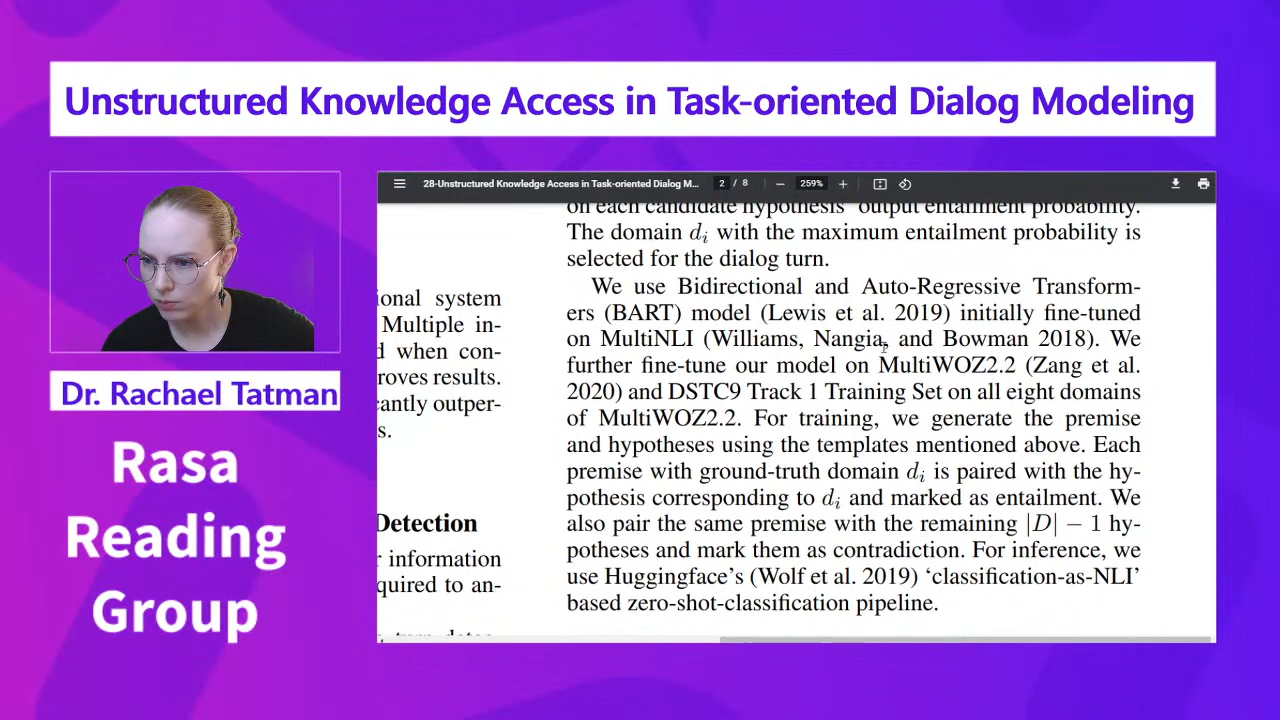 Unstructured Knowledge Access in Task-oriented Dialog Modeling
28-Unstructured Knowledge Access in Task-oriented Dialog M...
2 / 8
259%
Dr. Rachael Tatman
Rasa
Reading
Group
ional system
Multiple in-
d when con-
roves results.
cantly outper-
s.
Detection
r information
quired to an-
on each candidate hypothesis' output entailment probability.
The domain di with the maximum entailment probability is
selected for the dialog turn.
We use Bidirectional and Auto-Regressive Transform-
ers (BART) model (Lewis et al. 2019) initially fine-tuned
on MultiNLI (Williams, Nangia, and Bowman 2018). We
further fine-tune our model on MultiWOZ2.2 (Zang et al.
2020) and DSTC9 Track 1 Training Set on all eight domains
of MultiWOZ2.2. For training, we generate the premise
and hypotheses using the templates mentioned above. Each
premise with ground-truth domain di is paired with the hy-
pothesis corresponding to di and marked as entailment. We
also pair the same premise with the remaining |D| − 1 hy-
potheses and mark them as contradiction. For inference, we
use Huggingface's (Wolf et al. 2019) ‘classification-as-NLI’
based zero-shot-classification pipeline.